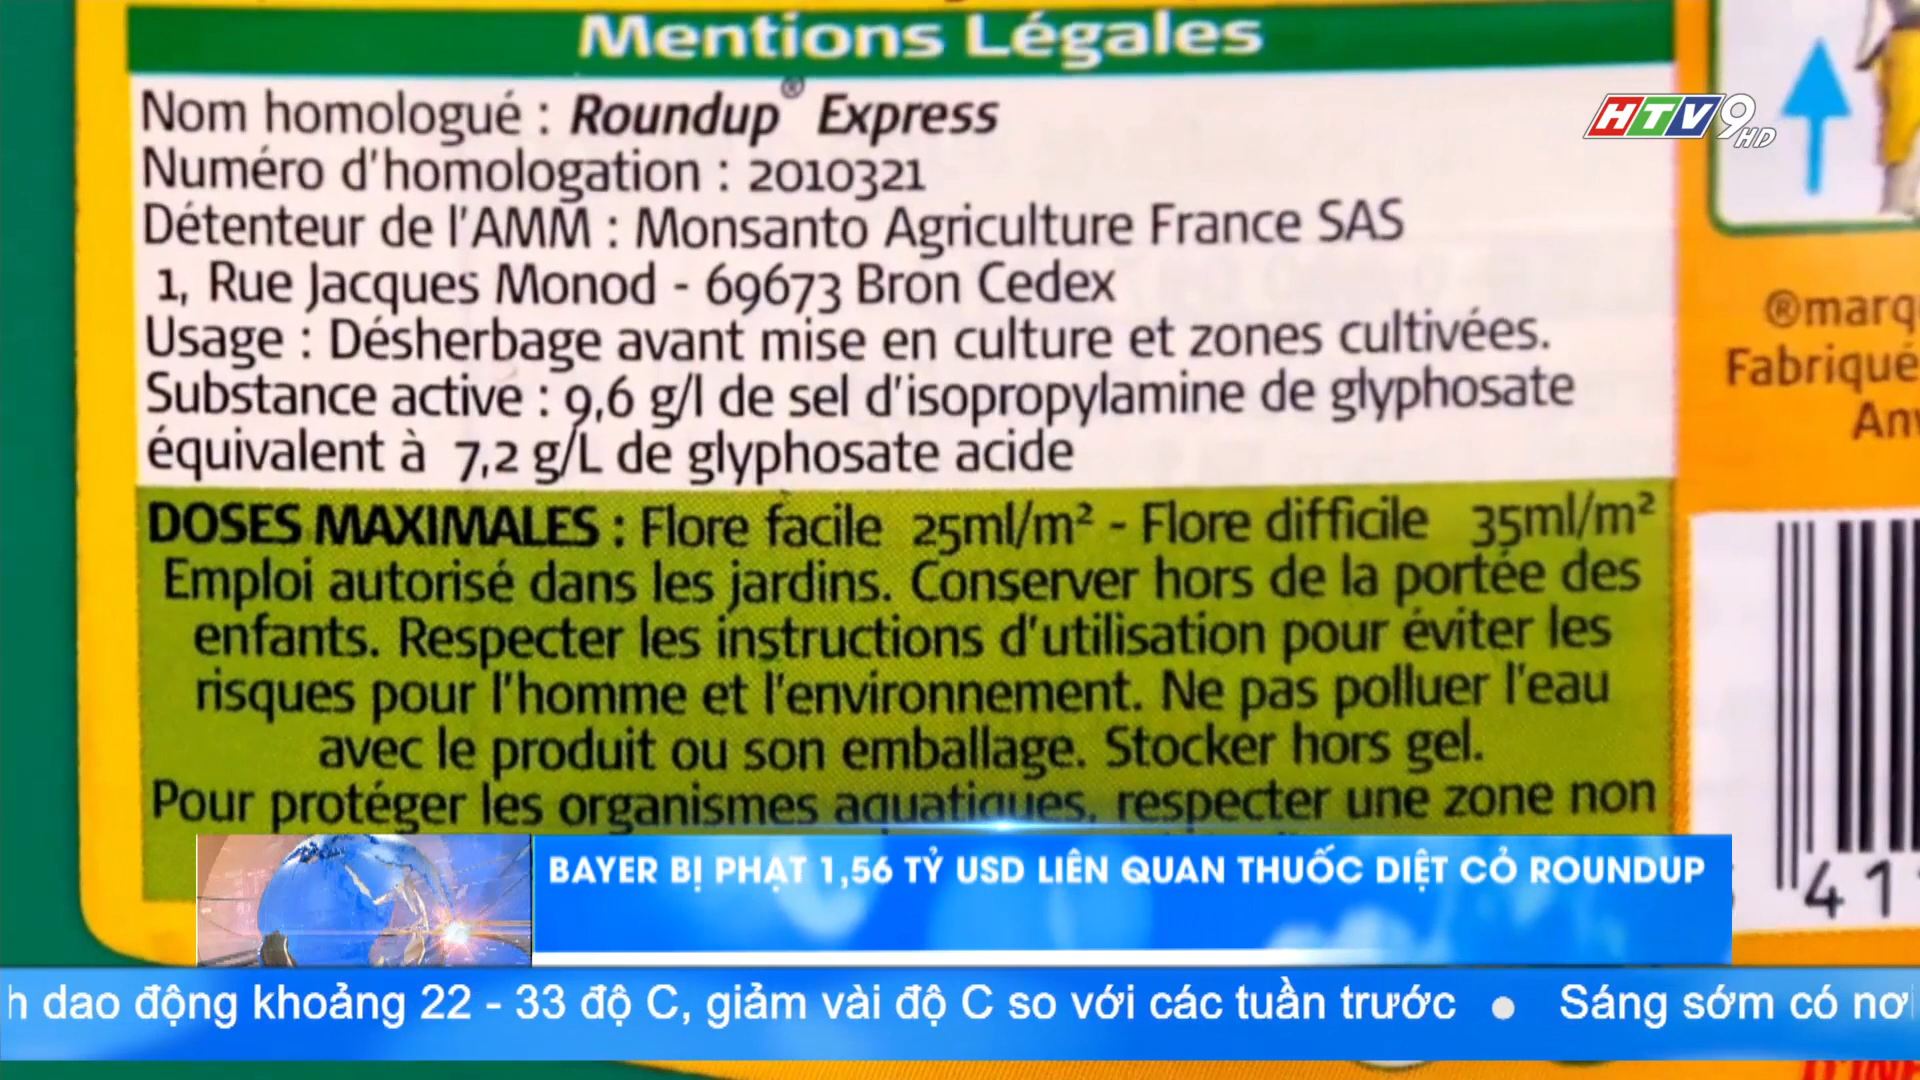 Mentions Légales
Nom homologué : Roundup® Express
Numéro d'homologation : 2010321
Détenteur de l'AMM : Monsanto Agriculture France SAS
1, Rue Jacques Monod - 69673 Bron Cedex
Usage : Désherbage avant mise en culture et zones cultivées.
Substance active : 9,6 g/l de sel d'isopropylamine de glyphosate
équivalent à 7,2 g/L de glyphosate acide
DOSES MAXIMALES : Flore facile 25ml/m² - Flore difficile 35ml/m²
Emploi autorisé dans les jardins. Conserver hors de la portée des
enfants. Respecter les instructions d'utilisation pour éviter les
risques pour l'homme et l'environnement. Ne pas polluer l'eau
avec le produit ou son emballage. Stocker hors gel.
Pour protéger les organismes aquatiques, respecter une zone non
HTV9 HD
®marq
Fabriqué
An
41
BAYER BỊ PHẠT 1,56 TỶ USD LIÊN QUAN THUỐC DIỆT CỎ ROUNDUP
h dao động khoảng 22 - 33 độ C, giảm vài độ C so với các tuần trước ● Sáng sớm có nơ